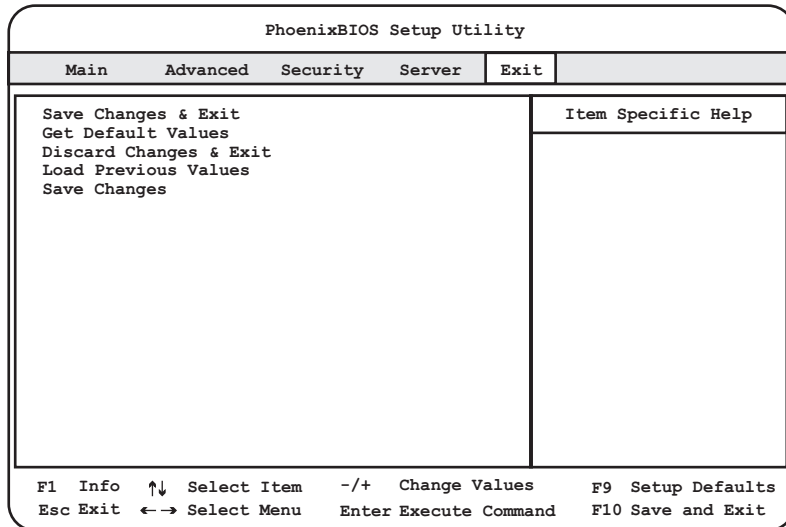 PhoenixBIOS Setup Utility
Main Advanced Security Server Exit
Save Changes & Exit
Get Default Values
Discard Changes & Exit
Load Previous Values
Save Changes
Item Specific Help
F1 Info ↑↓ Select Item -/+ Change Values F9 Setup Defaults
Esc Exit ←→ Select Menu Enter Execute Command F10 Save and Exit